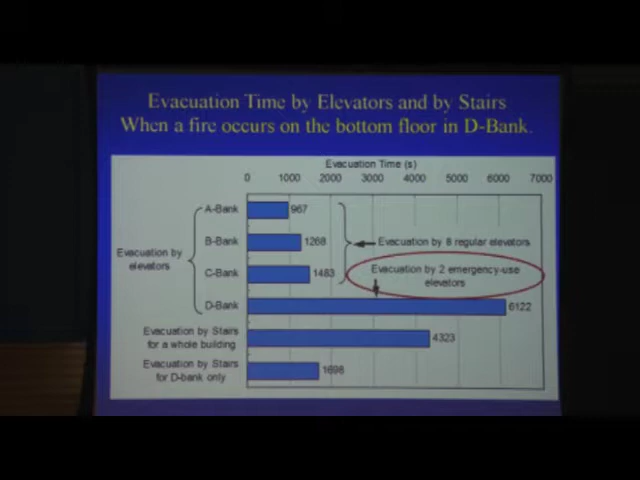 Evacuation Time by Elevators and by Stairs
When a fire occurs on the bottom floor in D-Bank.
Evacuation Time (s)
0 1000 2000 3000 4000 5000 6000 7000
A-Bank 967
B-Bank 1268
Evacuation by 8 regular elevators
Evacuation by
elevators
C-Bank 1483
Evacuation by 2 emergency-use
elevators
D-Bank 6122
Evacuation by Stairs
for a whole building
4323
Evacuation by Stairs
for D-bank only
1698